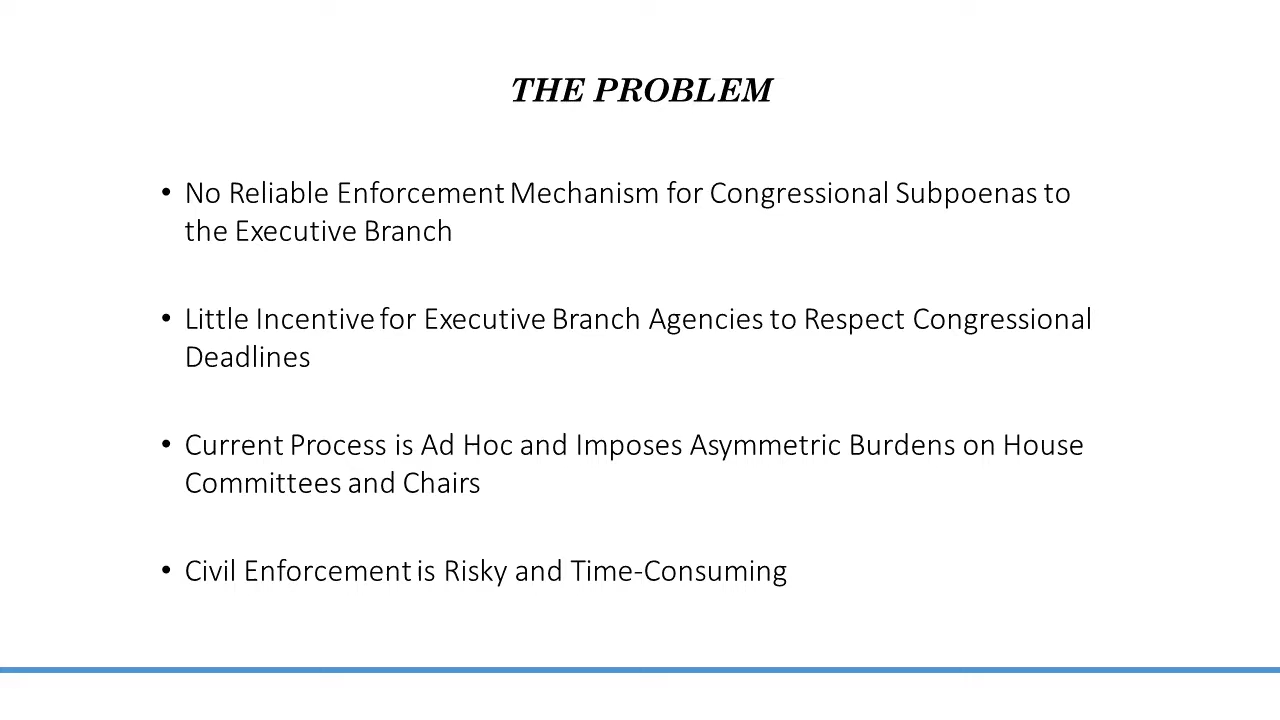 THE PROBLEM
• No Reliable Enforcement Mechanism for Congressional Subpoenas to
the Executive Branch
• Little Incentive for Executive Branch Agencies to Respect Congressional
Deadlines
• Current Process is Ad Hoc and Imposes Asymmetric Burdens on House
Committees and Chairs
• Civil Enforcement is Risky and Time-Consuming